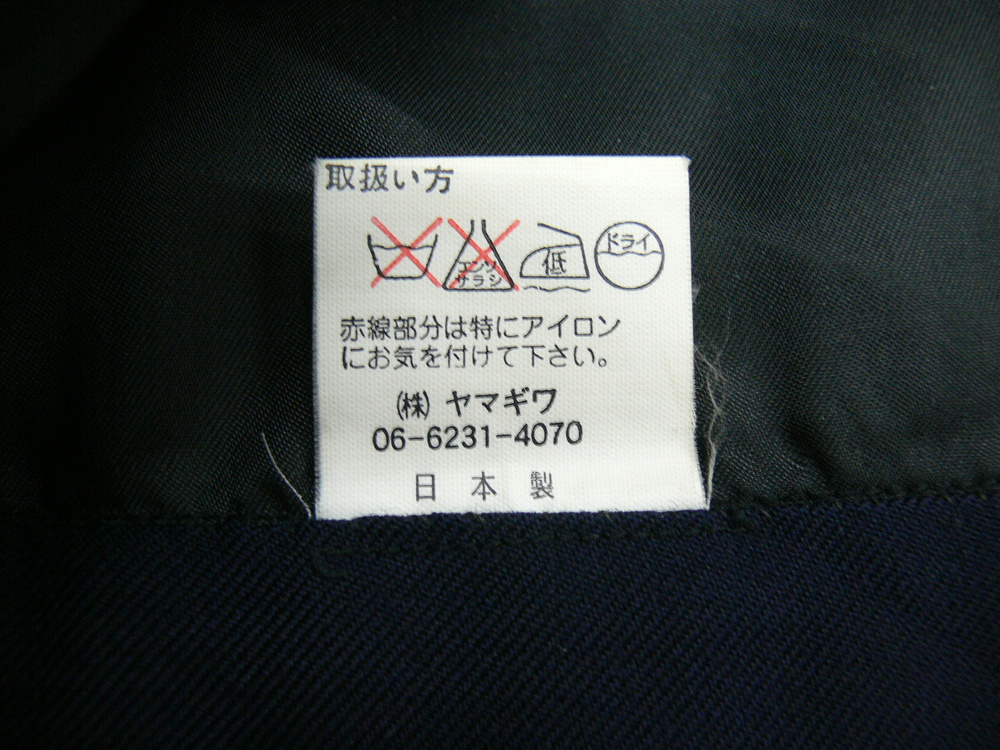 取扱い方
エンソ
サラシ
低
ドライ
赤線部分は特にアイロン
にお気を付けて下さい。
(株) ヤマギワ
06-6231-4070
日本製